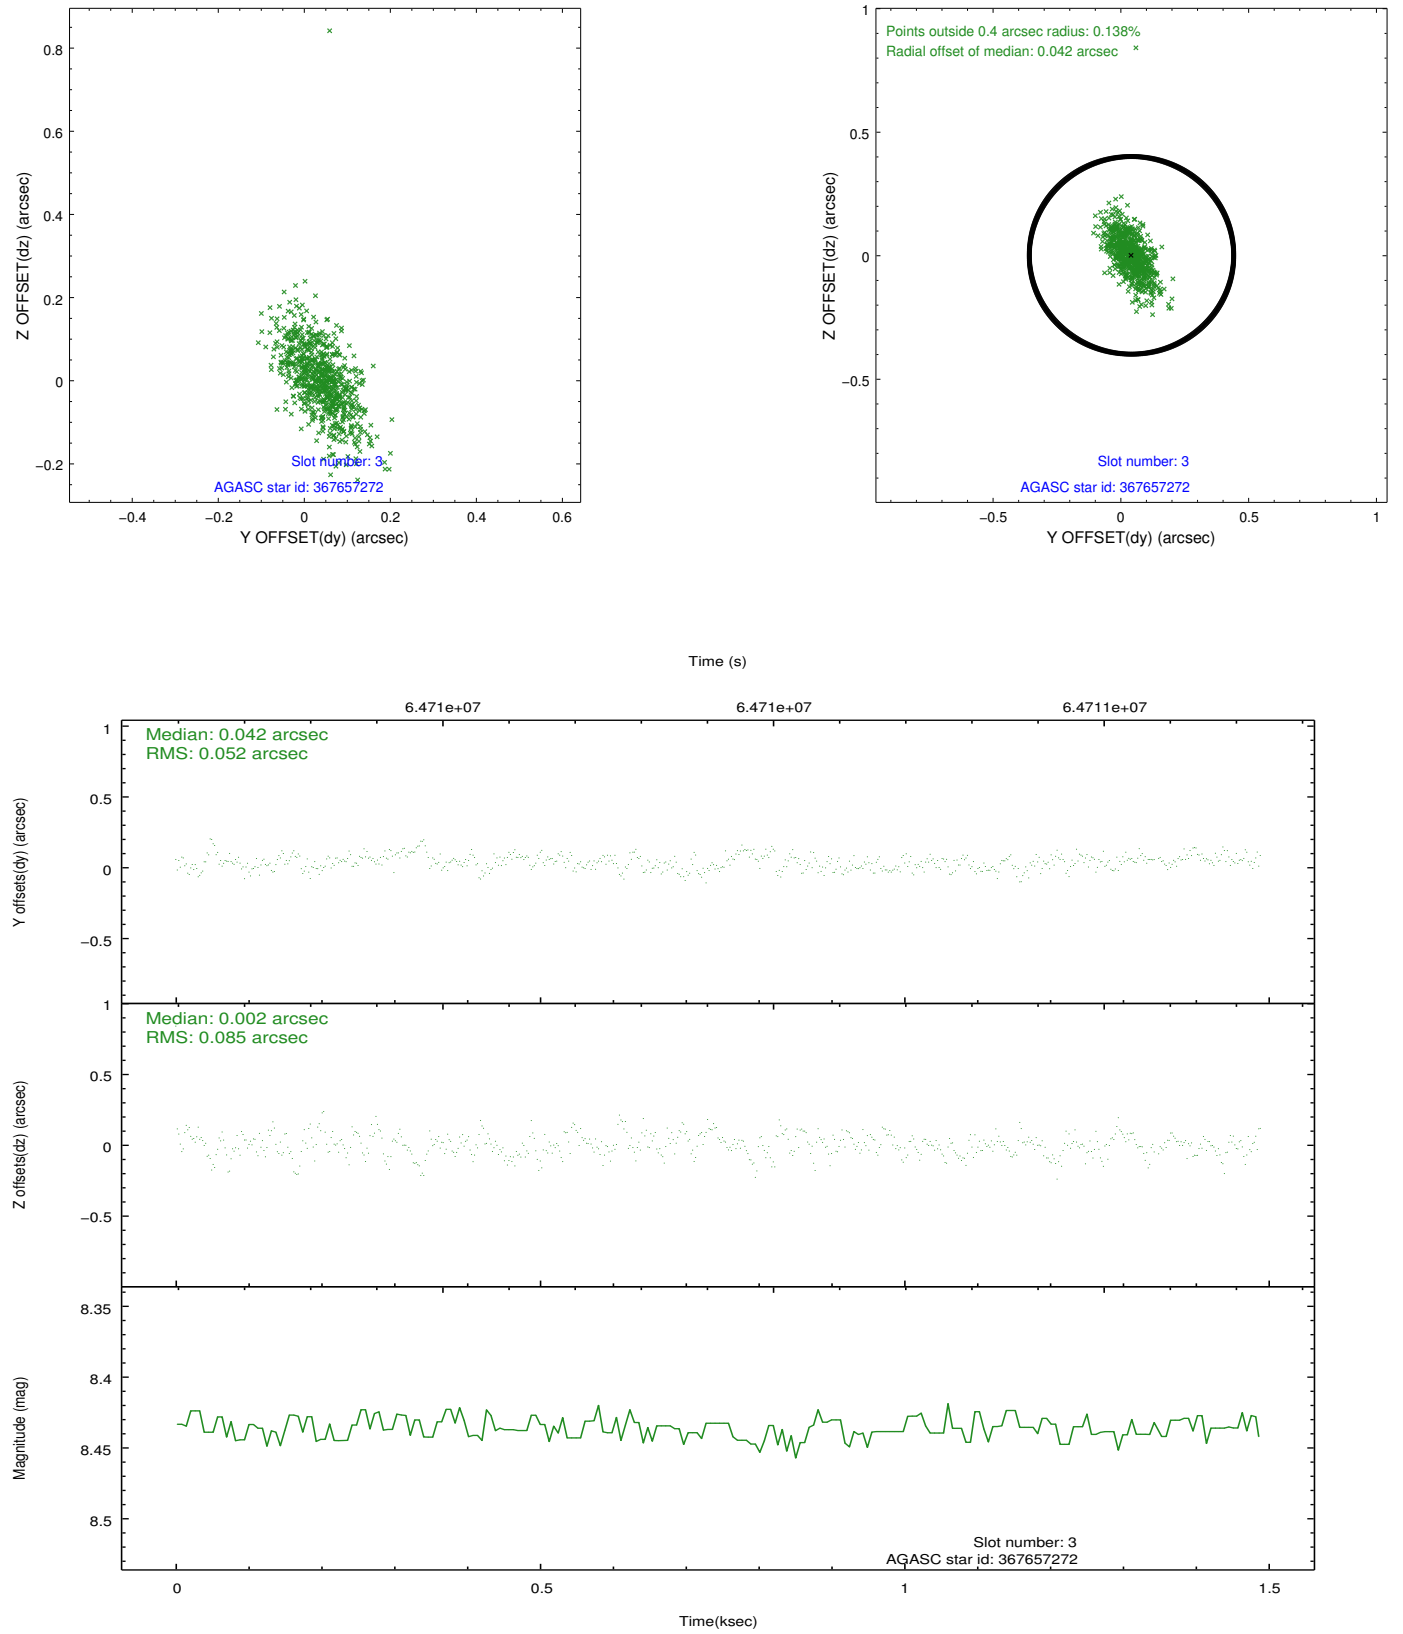 0.8
0.6
0.4
0.2
0
−0.2
Z OFFSET(dz) (arcsec)
Slot number: 3
AGASC star id: 367657272
−0.4
−0.2
0
0.2
0.4
0.6
Y OFFSET(dy) (arcsec)
1
0.5
0
−0.5
Z OFFSET(dz) (arcsec)
Points outside 0.4 arcsec radius: 0.138%
Radial offset of median: 0.042 arcsec
Slot number: 3
AGASC star id: 367657272
−0.5
0
0.5
1
Y OFFSET(dy) (arcsec)
Time (s)
6.471e+07
6.471e+07
6.4711e+07
1
0.5
0
−0.5
Y offsets(dy) (arcsec)
Median: 0.042 arcsec
RMS: 0.052 arcsec
1
0.5
0
−0.5
Z offsets(dz) (arcsec)
Median: 0.002 arcsec
RMS: 0.085 arcsec
8.35
8.4
8.45
8.5
Magnitude (mag)
Slot number: 3
AGASC star id: 367657272
0
0.5
1
1.5
Time(ksec)